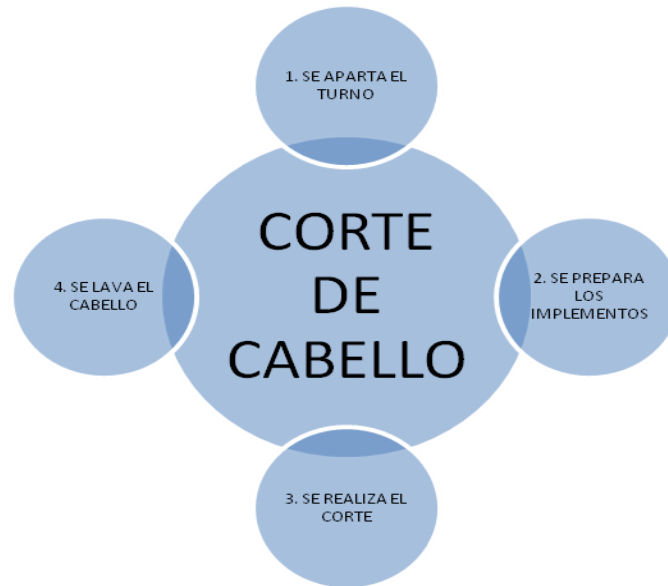 1. SE APARTA EL
TURNO
CORTE
DE
CABELLO
2. SE PREPARA
LOS
IMPLEMENTOS
3. SE REALIZA EL
CORTE
4. SE LAVA EL
CABELLO